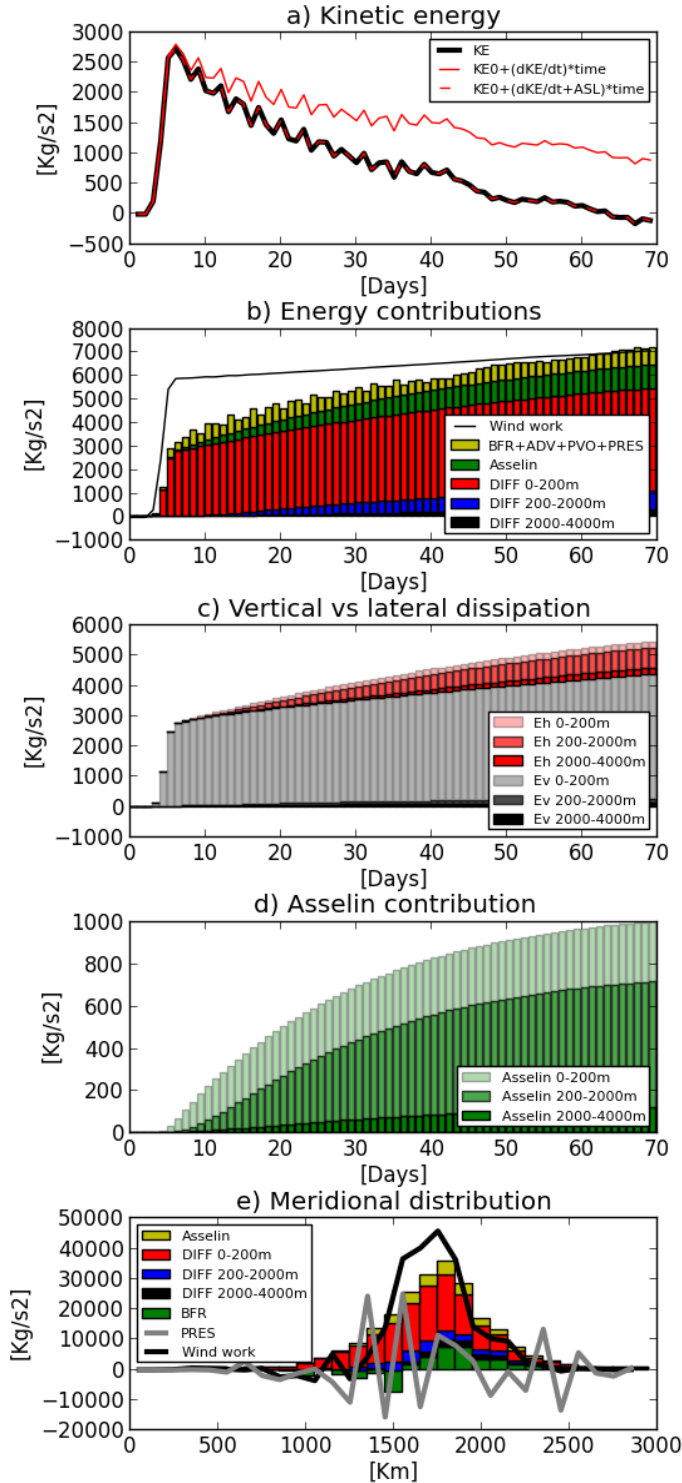 a) Kinetic energy
3000
2500
2000
1500
1000
500
0
−500
[Kg/s2]
KE
KE0+(dKE/dt)*time
KE0+(dKE/dt+ASL)*time
0 10 20 30 40 50 60 70
[Days]
b) Energy contributions
8000
7000
6000
5000
4000
3000
2000
1000
0
−1000
[Kg/s2]
Wind work
BFR+ADV+PVO+PRES
Asselin
DIFF 0-200m
DIFF 200-2000m
DIFF 2000-4000m
0 10 20 30 40 50 60 70
[Days]
c) Vertical vs lateral dissipation
6000
5000
4000
3000
2000
1000
0
−1000
[Kg/s2]
Eh 0-200m
Eh 200-2000m
Eh 2000-4000m
Ev 0-200m
Ev 200-2000m
Ev 2000-4000m
0 10 20 30 40 50 60 70
[Days]
d) Asselin contribution
1000
800
600
400
200
0
[Kg/s2]
Asselin 0-200m
Asselin 200-2000m
Asselin 2000-4000m
0 10 20 30 40 50 60 70
[Days]
e) Meridional distribution
50000
40000
30000
20000
10000
0
−10000
−20000
[Kg/s2]
Asselin
DIFF 0-200m
DIFF 200-2000m
DIFF 2000-4000m
BFR
PRES
Wind work
0 500 1000 1500 2000 2500 3000
[Km]